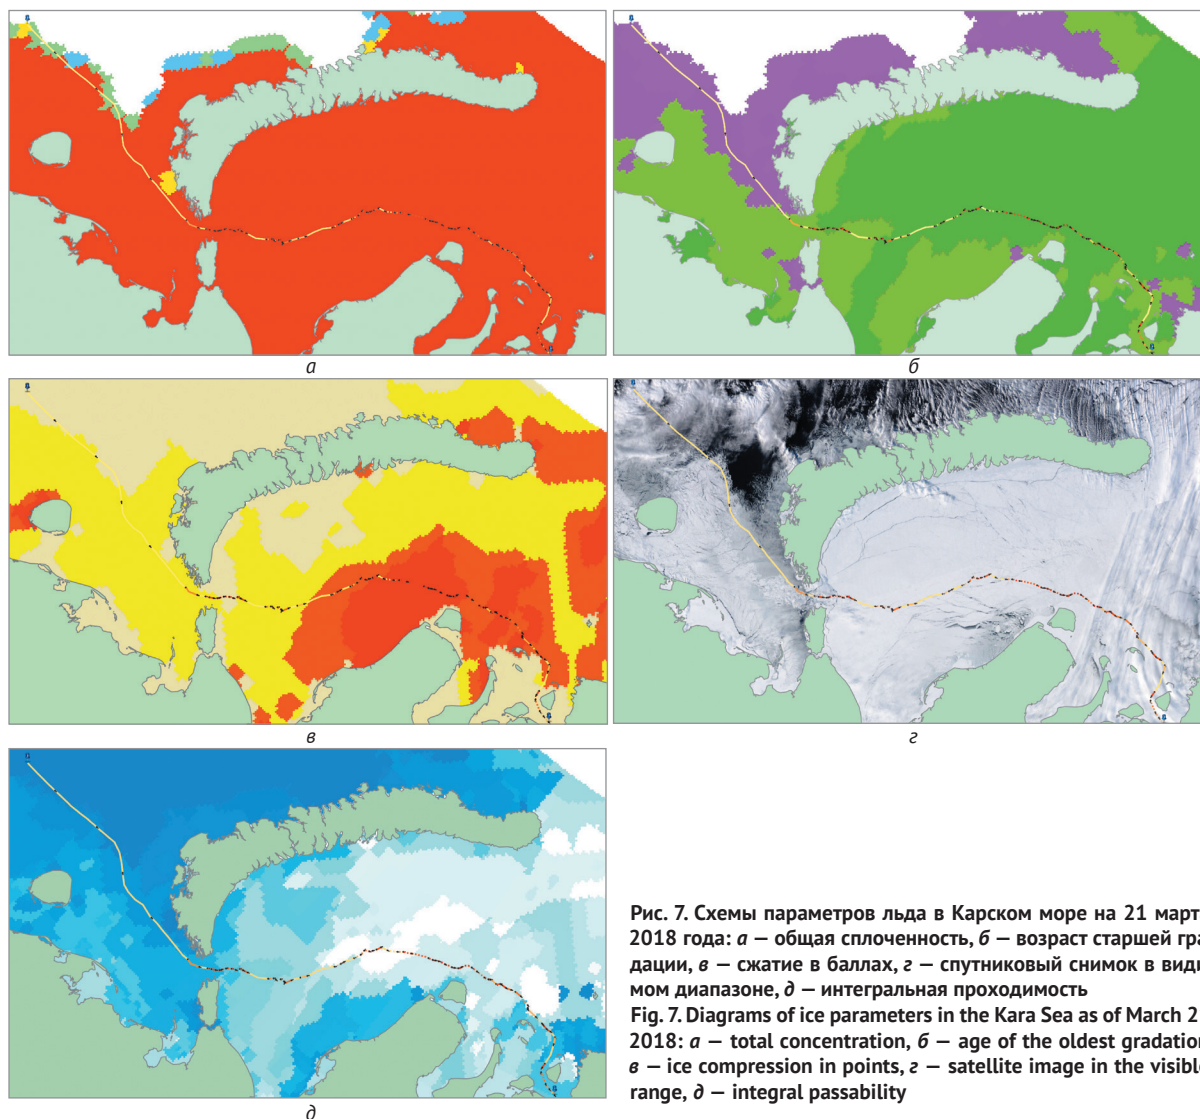 а
б
в
г
д
Рис. 7. Схемы параметров льда в Карском море на 21 март
2018 года: а — общая сплоченность, б — возраст старшей гра
дации, в — сжатие в баллах, г — спутниковый снимок в види
мом диапазоне, д — интегральная проходимость
Fig. 7. Diagrams of ice parameters in the Kara Sea as of March 2
2018: а — total concentration, б — age of the oldest gradation
в — ice compression in points, г — satellite image in the visible
range, д — integral passability